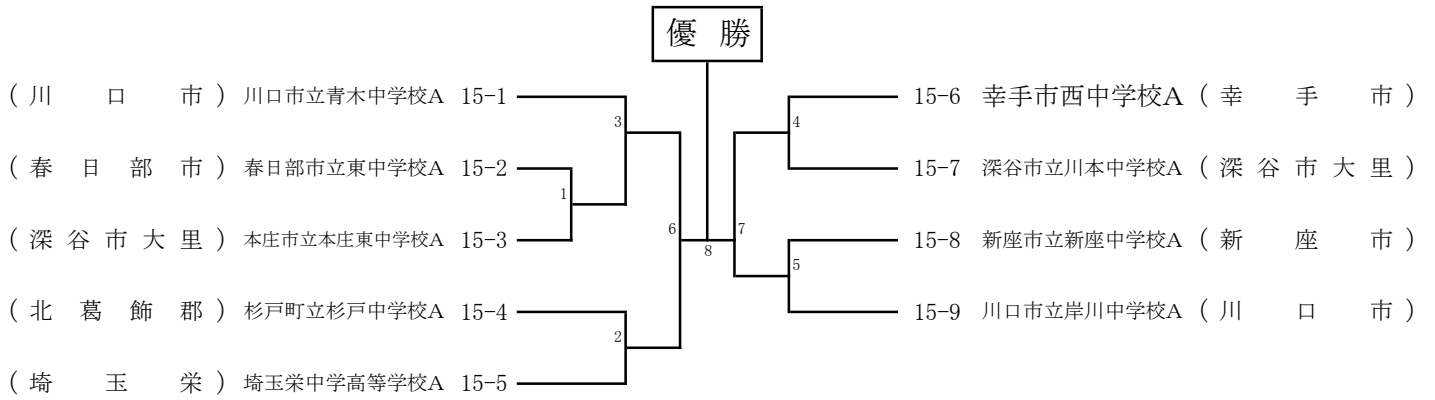 優 勝
( 川 口 市 ) 川口市立青木中学校A 15-1
15-6 幸手市西中学校A ( 幸 手 市 )
3
4
( 春 日 部 市 ) 春日部市立東中学校A 15-2
15-7 深谷市立川本中学校A ( 深 谷 市 大 里 )
1
( 深 谷 市 大 里 ) 本庄市立本庄東中学校A 15-3
6
8
7
15-8 新座市立新座中学校A ( 新 座 市 )
5
( 北 葛 飾 郡 ) 杉戸町立杉戸中学校A 15-4
15-9 川口市立岸川中学校A ( 川 口 市 )
2
( 埼 玉 栄 ) 埼玉栄中学高等学校A 15-5